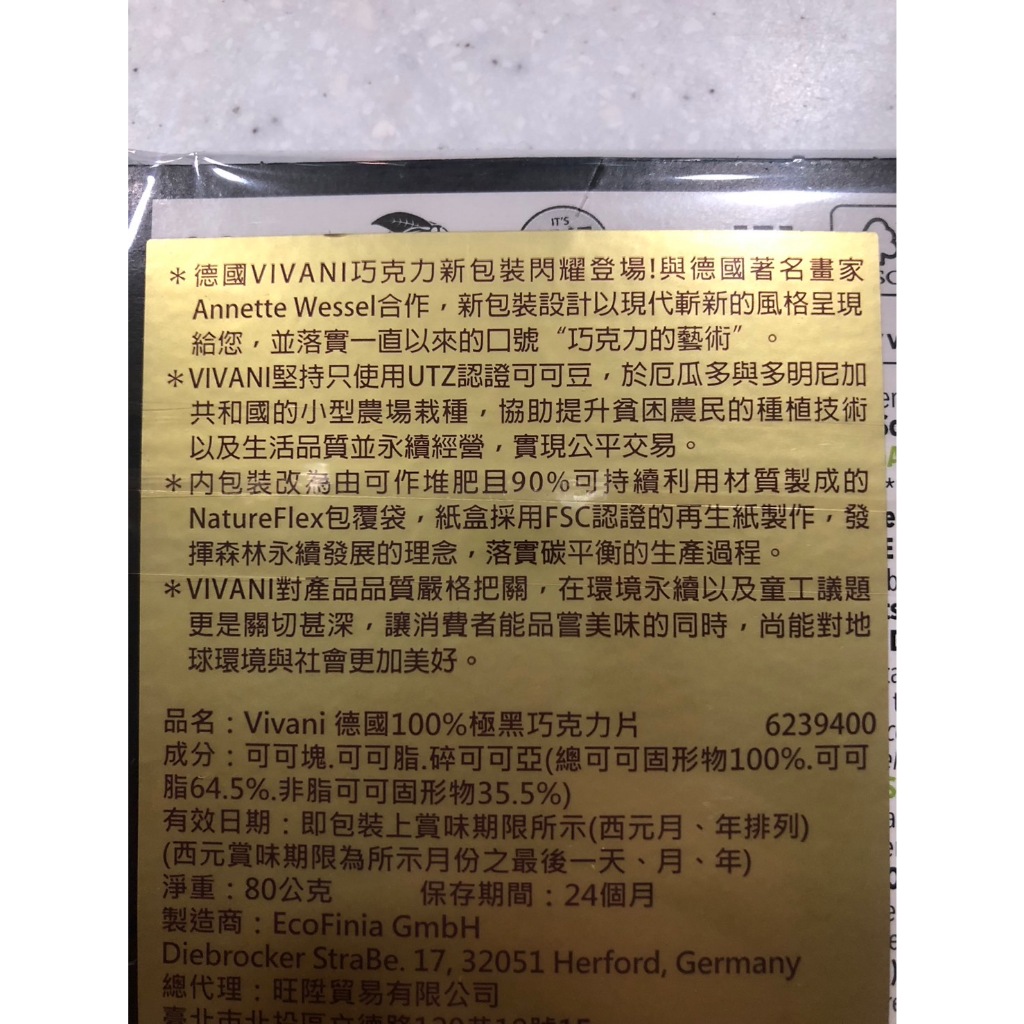 IT'S
＊德國VIVANI巧克力新包裝閃耀登場!與德國著名畫家
Annette Wessel合作，新包裝設計以現代嶄新的風格呈現
給您，並落實一直以來的口號“巧克力的藝術”。
＊VIVANI堅持只使用UTZ認證可可豆，於厄瓜多與多明尼加
共和國的小型農場栽種，協助提升貧困農民的種植技術
以及生活品質並永續經營，實現公平交易。
＊內包裝改為由可作堆肥且90%可持續利用材質製成的
NatureFlex包覆袋，紙盒採用FSC認證的再生紙製作，發
揮森林永續發展的理念，落實碳平衡的生產過程。
＊VIVANI對產品品質嚴格把關，在環境永續以及童工議題
更是關切甚深，讓消費者能品嘗美味的同時，尚能對地
球環境與社會更加美好。
品名：Vivani 德國100%極黑巧克力片 6239400
成分：可可塊.可可脂.碎可可亞(總可可固形物100%.可可
脂64.5%.非脂可可固形物35.5%)
有效日期：即包裝上賞味期限所示(西元月、年排列)
(西元賞味期限為所示月份之最後一天、月、年)
淨重：80公克 保存期間：24個月
製造商：EcoFinia GmbH
Diebrocker StraBe. 17, 32051 Herford, Germany
總代理：旺陞貿易有限公司